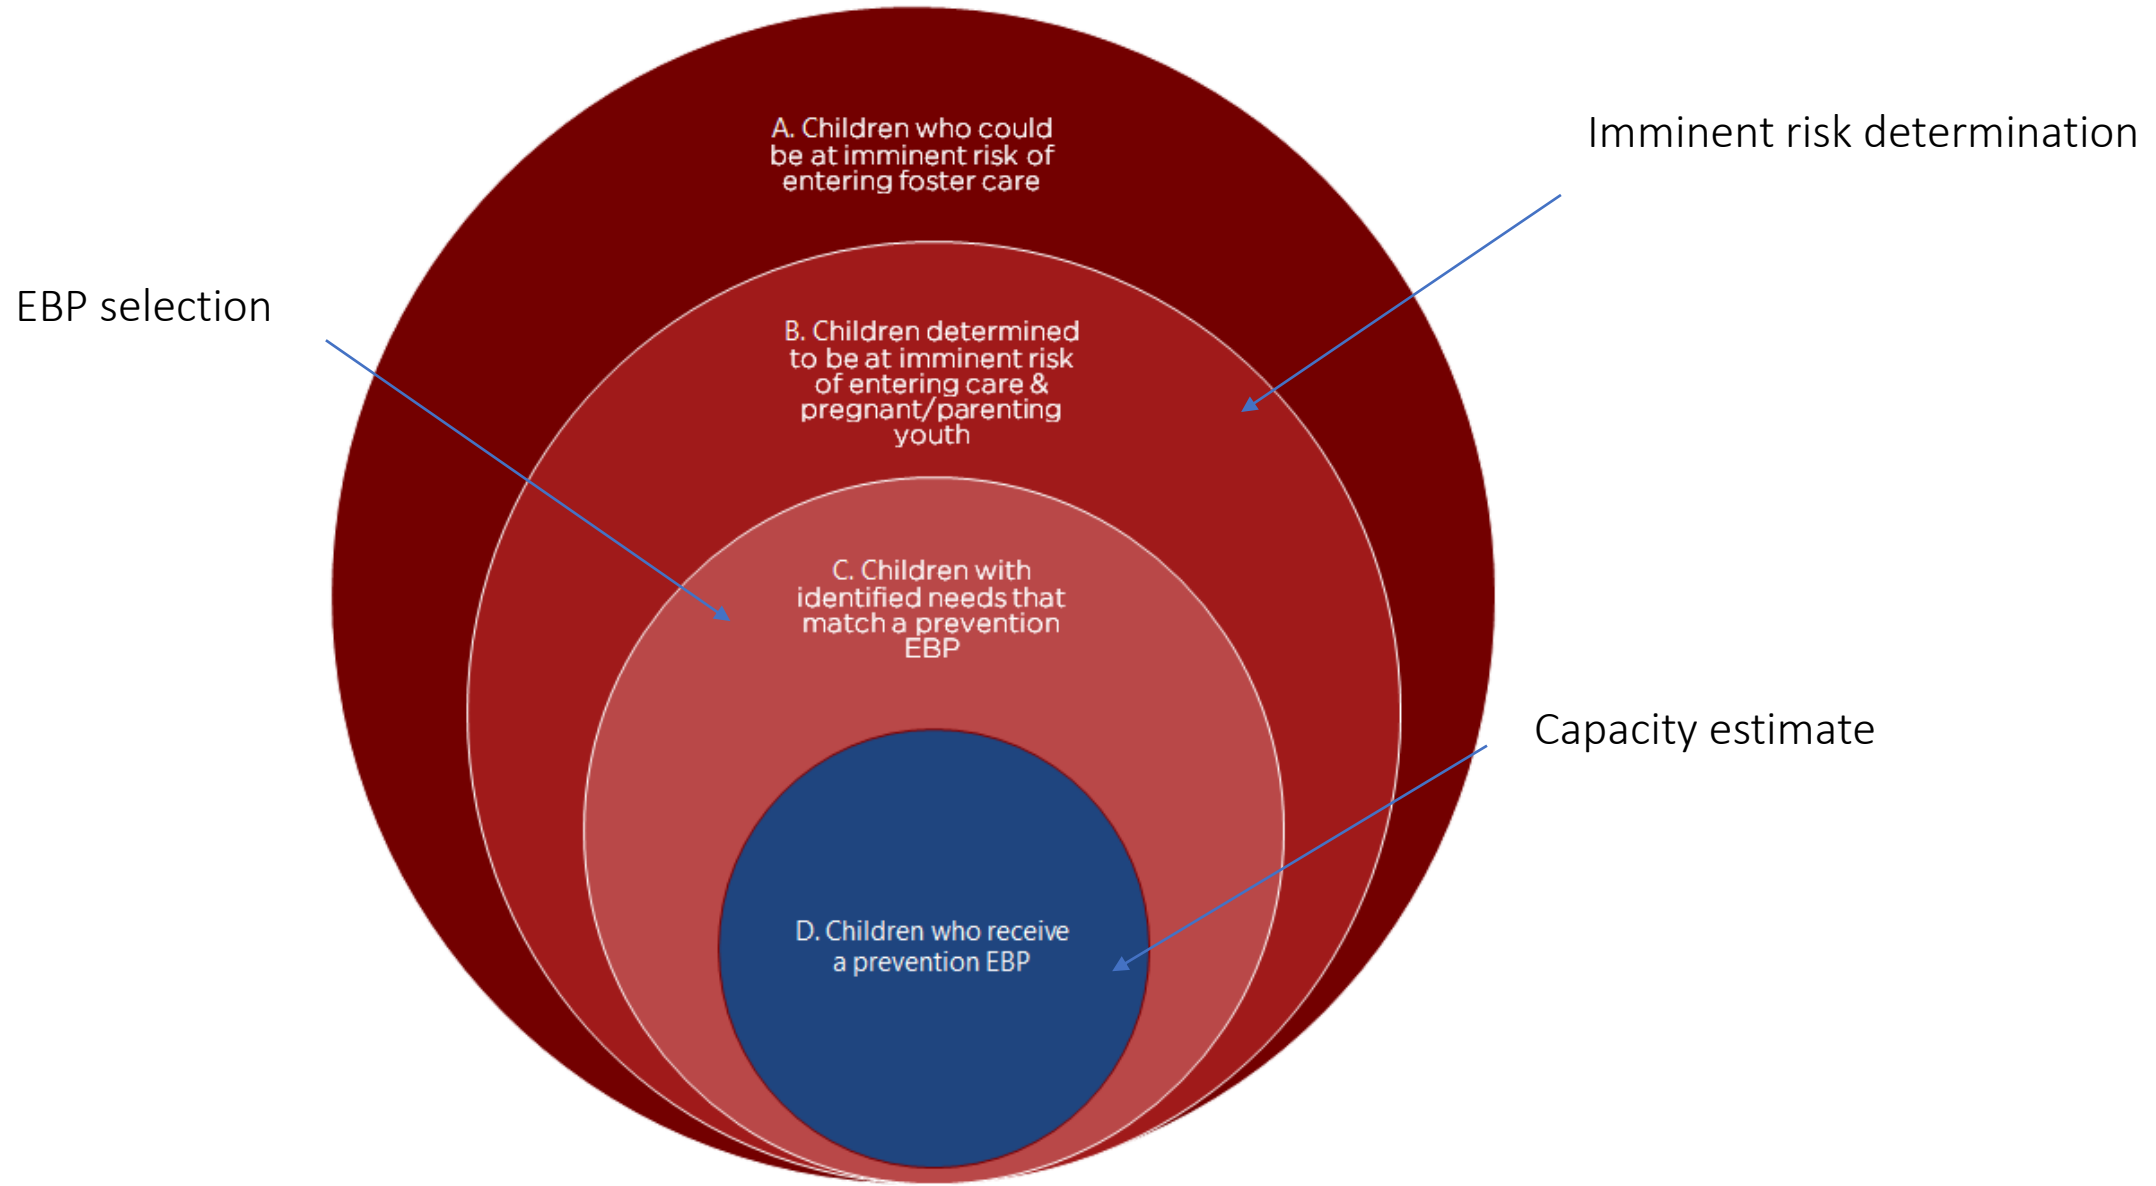 A. Children who could
be at imminent risk of
entering foster care
Imminent risk determination
EBP selection
B. Children determined
to be at imminent risk
of entering care &
pregnant/parenting
youth
C. Children with
identified needs that
match a prevention
EBP
Capacity estimate
D. Children who receive
a prevention EBP